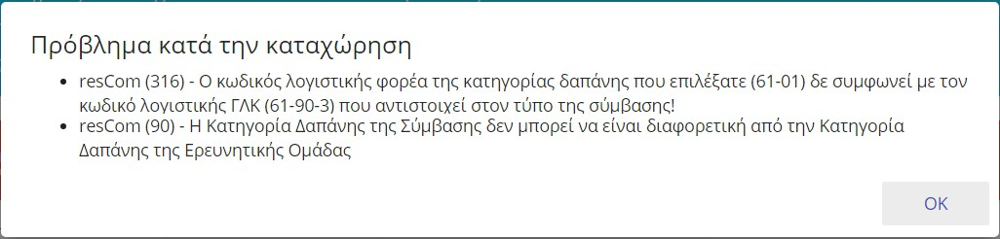 Πρόβλημα κατά την καταχώρηση
• resCom (316) - Ο κωδικός λογιστικής φορέα της κατηγορίας δαπάνης που επιλέξατε (61-01) δε συμφωνεί με τον
κωδικό λογιστικής ΓΛΚ (61-90-3) που αντιστοιχεί στον τύπο της σύμβασης!
• resCom (90) - Η Κατηγορία Δαπάνης της Σύμβασης δεν μπορεί να είναι διαφορετική από την Κατηγορία
Δαπάνης της Ερευνητικής Ομάδας
OK